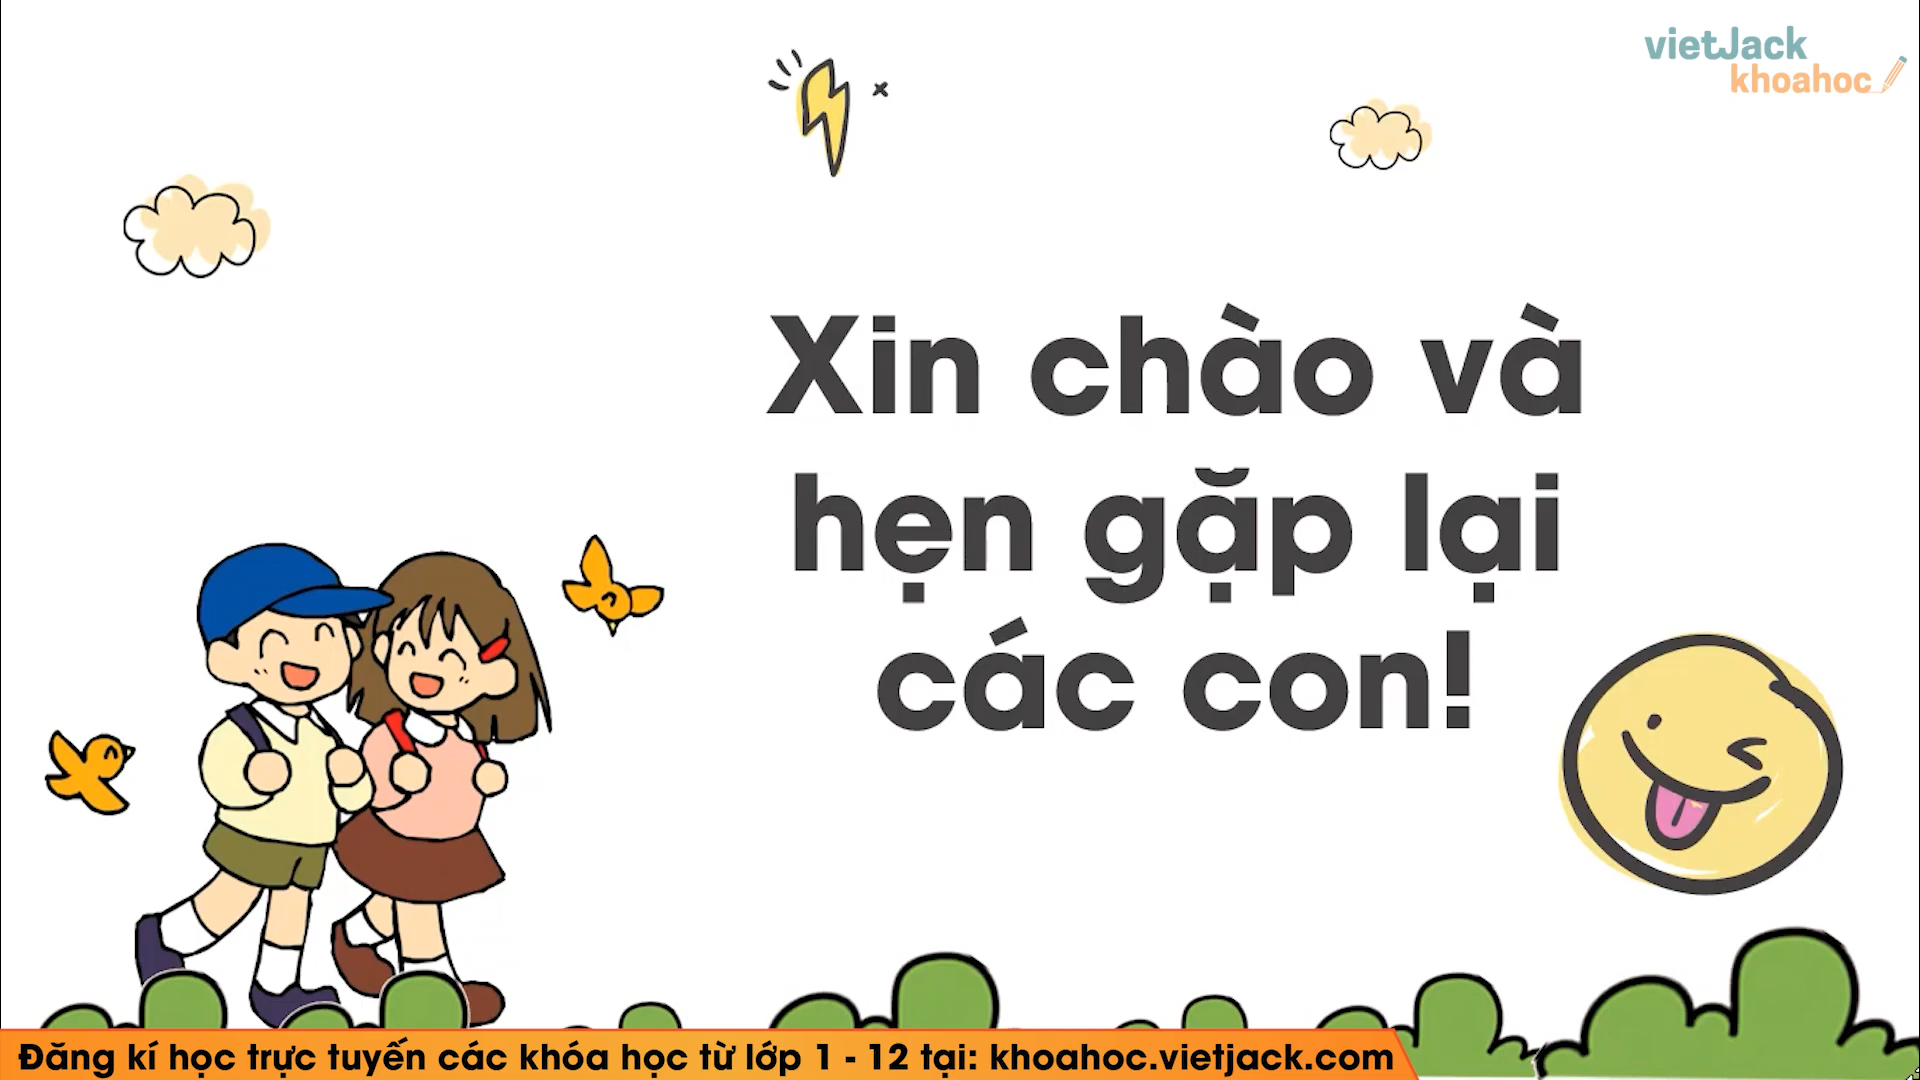 vietJack
khoahoc
Xin chào và
hẹn gặp lại
các con!
Đăng kí học trực tuyến các khóa học từ lớp 1 - 12 tại: khoahoc.vietjack.com